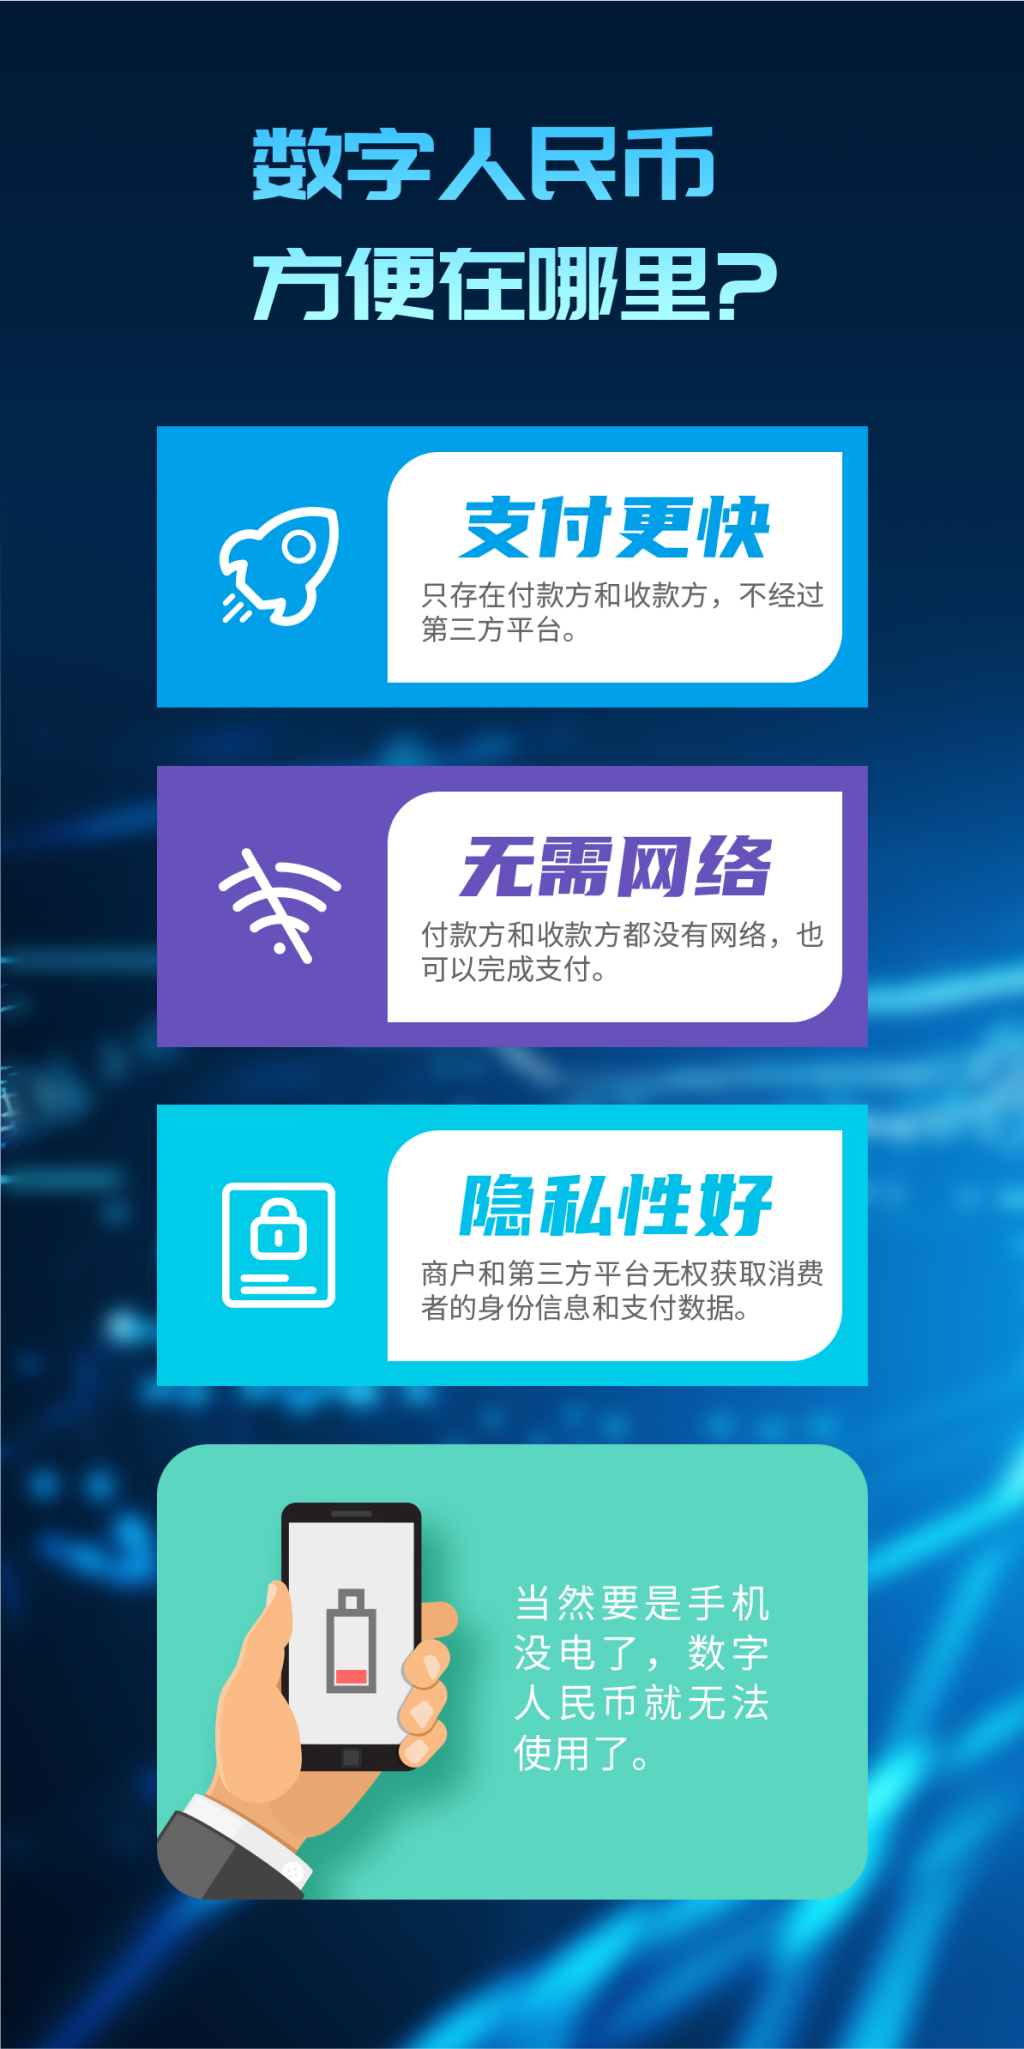 数字人民币
方便在哪里?
支付更快
只存在付款方和收款方，不经过
第三方平台。
无需网络
付款方和收款方都没有网络，也
可以完成支付。
隐私性好
商户和第三方平台无权获取消费
者的身份信息和支付数据。
当然要是手机
没电了，数字
人民币就无法
使用了。